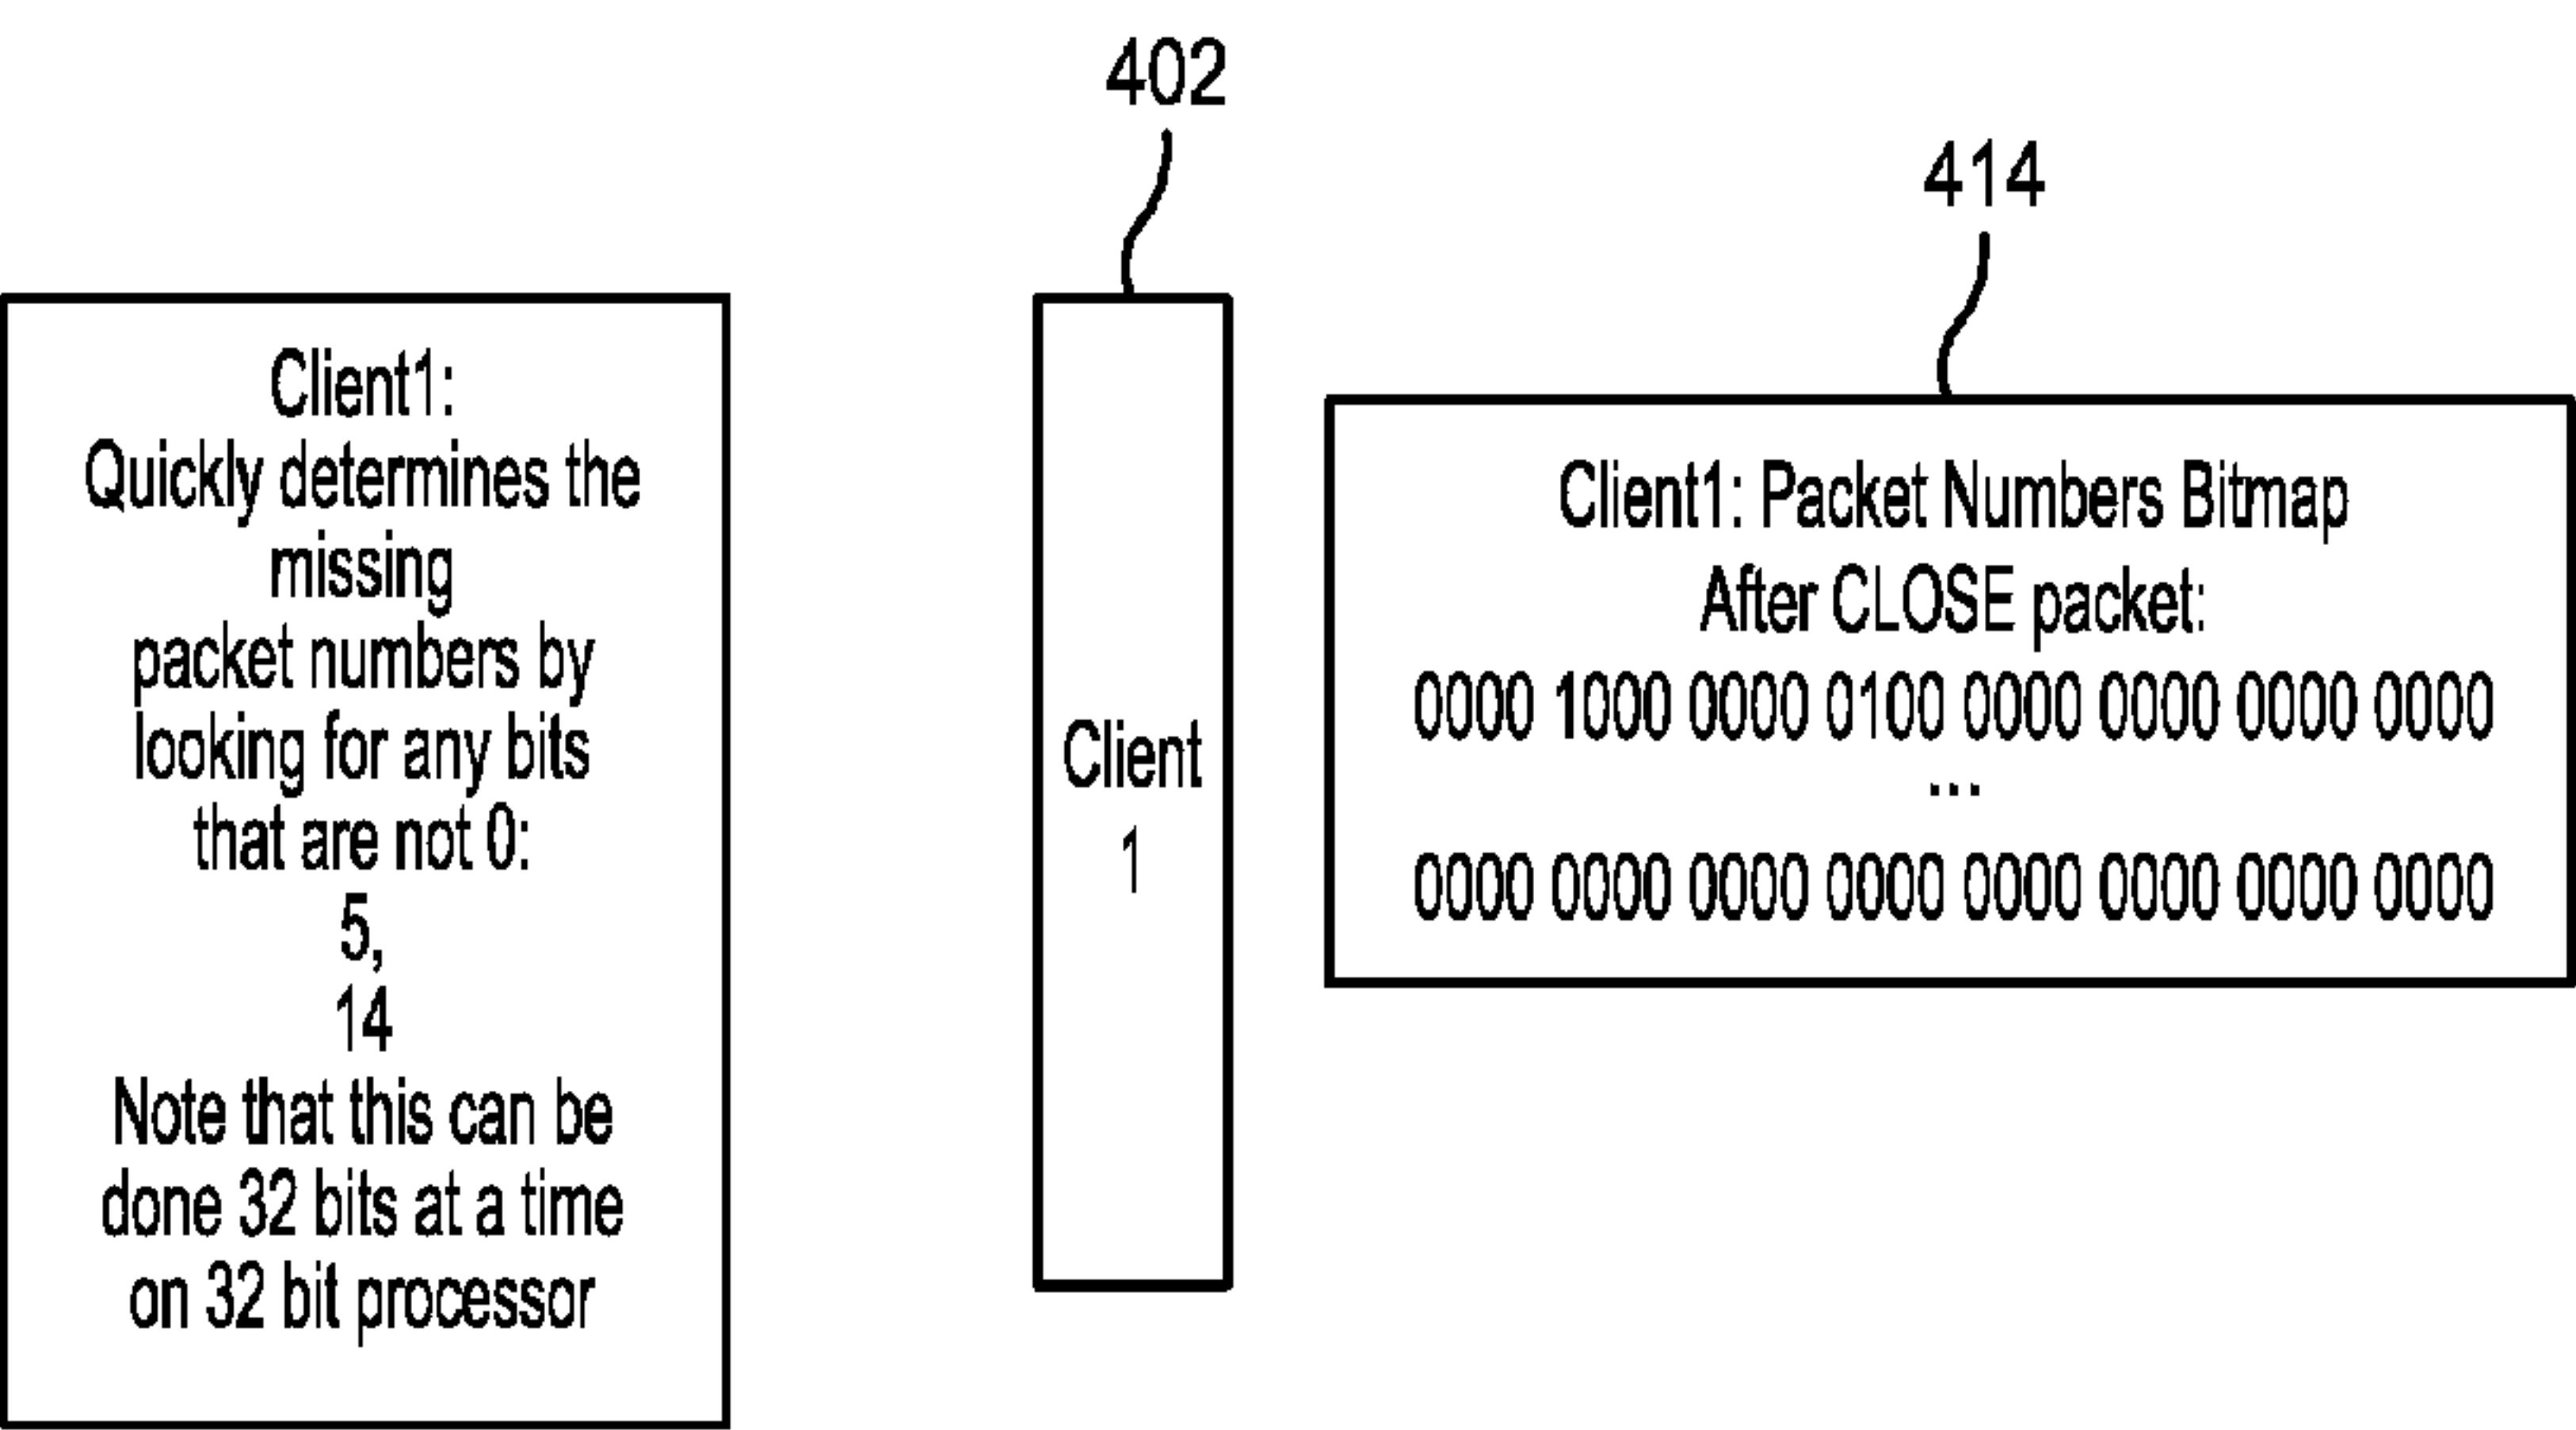 402
414
Client1:
Quickly determines the
missing
packet numbers by
looking for any bits
that are not 0:
5,
14
Note that this can be
done 32 bits at a time
on 32 bit processor
Client
1
Client1: Packet Numbers Bitmap
After CLOSE packet:
0000 1000 0000 0100 0000 0000 0000 0000
...
0000 0000 0000 0000 0000 0000 0000 0000